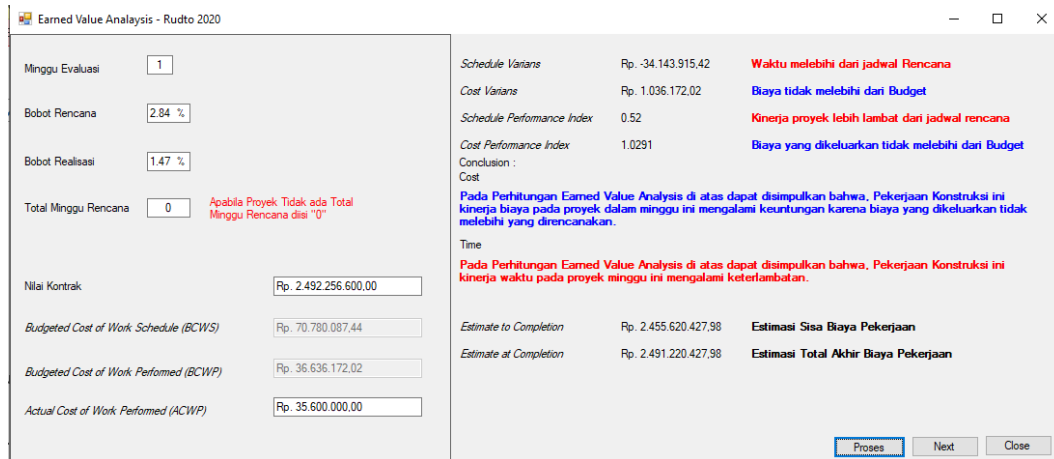 Earned Value Analaysis - Rudto 2020
Minggu Evaluasi 1
Bobot Rencana 2.84 %
Bobot Realisasi 1.47 %
Total Minggu Rencana 0 Apabila Proyek Tidak ada Total
Minggu Rencana diisi "0"
Nilai Kontrak Rp. 2.492.256.600,00
Budgeted Cost of Work Schedule (BCWS) Rp. 70.780.087,44
Budgeted Cost of Work Performed (BCWP) Rp. 36.636.172,02
Actual Cost of Work Performed (ACWP) Rp. 35.600.000,00
Schedule Varians Rp. -34.143.915,42 Waktu melebihi dari jadwal Rencana
Cost Varians Rp. 1.036.172,02 Biaya tidak melebihi dari Budget
Schedule Performance Index 0.52 Kinerja proyek lebih lambat dari jadwal rencana
Cost Performance Index 1.0291 Biaya yang dikeluarkan tidak melebihi dari Budget
Conclusion :
Cost
Pada Perhitungan Earned Value Analysis di atas dapat disimpulkan bahwa, Pekerjaan Konstruksi ini
kinerja biaya pada proyek dalam minggu ini mengalami keuntungan karena biaya yang dikeluarkan tidak
melebihi yang direncanakan.
Time
Pada Perhitungan Earned Value Analysis di atas dapat disimpulkan bahwa, Pekerjaan Konstruksi ini
kinerja waktu pada proyek minggu ini mengalami keterlambatan.
Estimate to Completion Rp. 2.455.620.427,98 Estimasi Sisa Biaya Pekerjaan
Estimate at Completion Rp. 2.491.220.427,98 Estimasi Total Akhir Biaya Pekerjaan
Proses Next Close